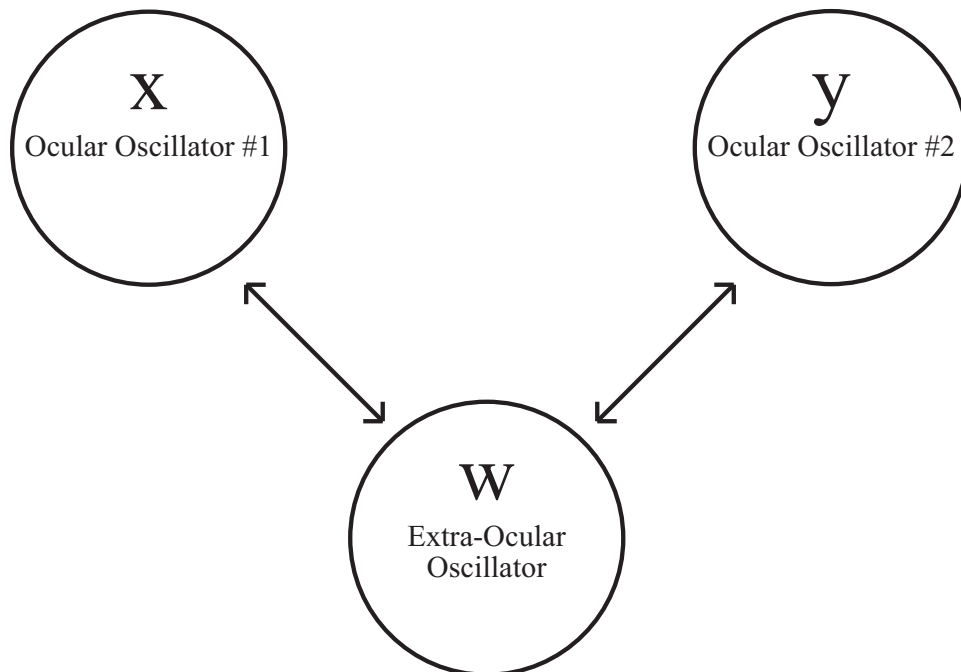 x
Ocular Oscillator #1
y
Ocular Oscillator #2
w
Extra-Ocular
Oscillator